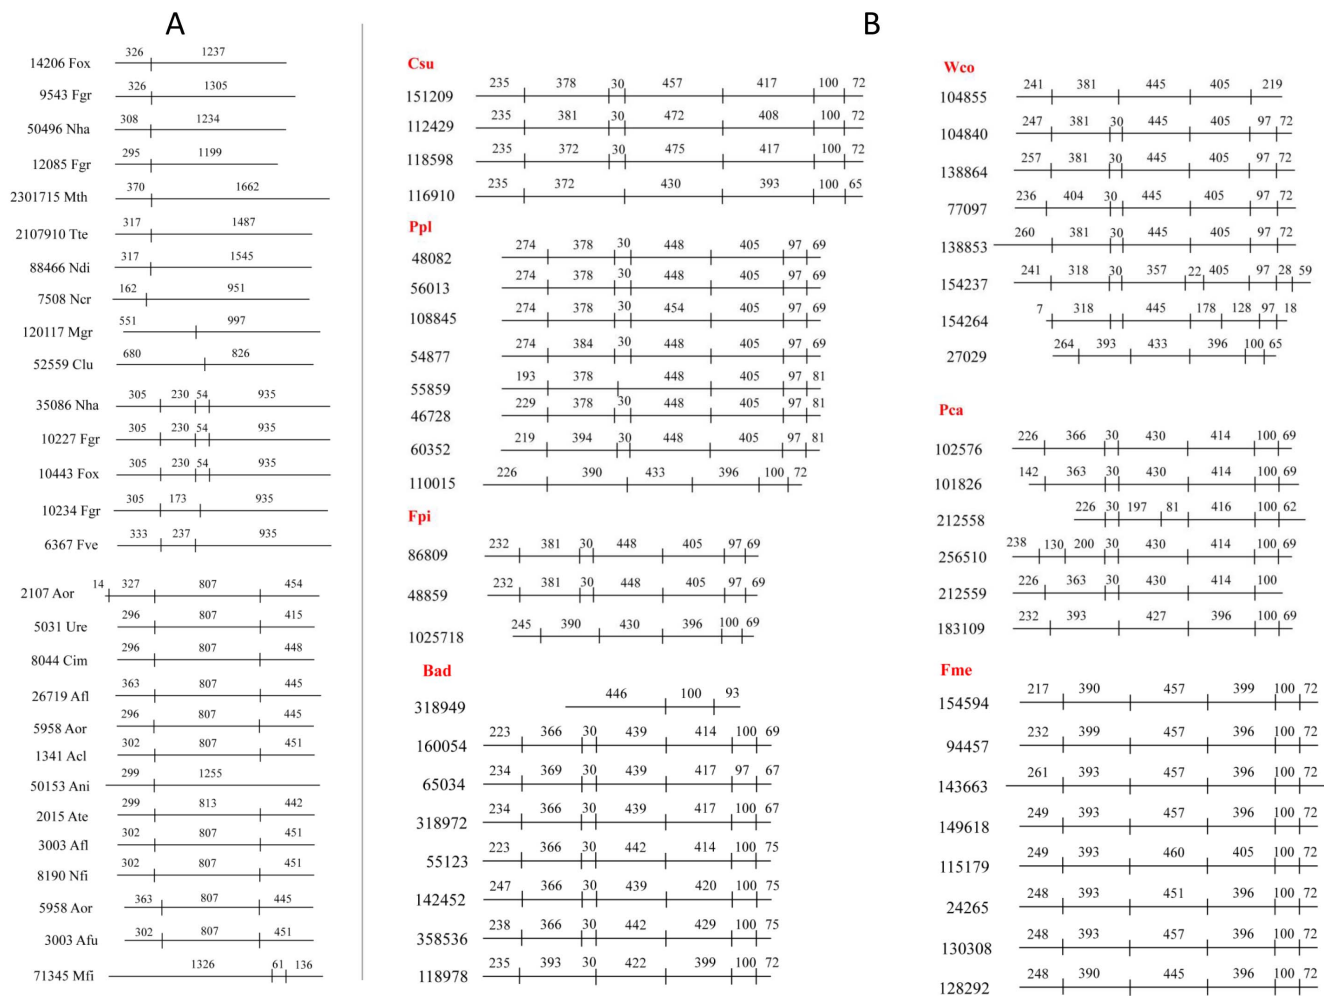 A
326 1237
14206 Fox
326 1305
9543 Fgr
308 1234
50496 Nha
295 1199
12085 Fgr
370 1662
2301715 Mth
317 1487
2107910 Tte
317 1545
88466 Ndi
162 951
7508 Ncr
551 997
120117 Mgr
680 826
52559 Clu
305 230 54 935
35086 Nha
305 230 54 935
10227 Fgr
305 230 54 935
10443 Fox
305 173 935
10234 Fgr
333 237 935
6367 Fve
14 327 807 454
2107 Aor
296 807 415
5031 Ure
296 807 448
8044 Cim
363 807 445
26719 Afl
296 807 445
5958 Aor
302 807 451
1341 Acl
299 1255
50153 Ani
299 813 442
2015 Ate
302 807 451
3003 Afl
302 807 451
8190 Nfi
363 807 445
5958 Aor
302 807 451
3003 Afu
1326 61 136
71345 Mfi
B
Csu
235 378 30 457 417 100 72
151209
235 381 30 472 408 100 72
112429
235 372 30 475 417 100 72
118598
235 372 430 393 100 65
116910
Ppl
274 378 30 448 405 97 69
48082
274 378 30 448 405 97 69
56013
274 378 30 454 405 97 69
108845
274 384 30 448 405 97 69
54877
193 378 448 405 97 81
55859
229 378 30 448 405 97 81
46728
219 394 30 448 405 97 81
60352
226 390 433 396 100 72
110015
Fpi
232 381 30 448 405 97 69
86809
232 381 30 448 405 97 69
48859
245 390 430 396 100 69
1025718
Bad
446 100 93
318949
223 366 30 439 414 100 69
160054
234 369 30 439 417 97 67
65034
234 366 30 439 417 100 67
318972
223 366 30 442 414 100 75
55123
247 366 30 439 420 100 75
142452
238 366 30 442 429 100 75
358536
235 393 30 422 399 100 72
118978
Wco
241 381 445 405 219
104855
247 381 30 445 405 97 72
104840
257 381 30 445 405 97 72
138864
236 404 30 445 405 97 72
77097
260 381 30 445 405 97 72
138853
241 318 30 357 22 405 97 28 59
154237
7 318 445 178 128 97 18
154264
264 393 433 396 100 65
27029
Pca
226 366 30 430 414 100 69
102576
142 363 30 430 414 100 69
101826
226 30 197 81 416 100 62
212558
238 130 200 30 430 414 100 69
256510
226 363 30 430 414 100
212559
232 393 427 396 100 69
183109
Fme
217 390 457 399 100 72
154594
232 399 457 396 100 72
94457
261 393 457 396 100 72
143663
249 393 457 396 100 72
149618
249 393 460 405 100 72
115179
248 393 451 396 100 72
24265
248 393 457 396 100 72
130308
248 390 445 396 100 72
128292